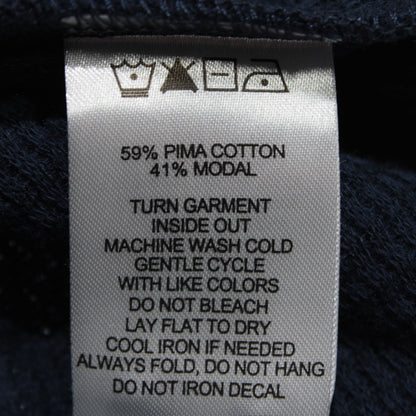 59% PIMA COTTON
41% MODAL
TURN GARMENT
INSIDE OUT
MACHINE WASH COLD
GENTLE CYCLE
WITH LIKE COLORS
DO NOT BLEACH
LAY FLAT TO DRY
COOL IRON IF NEEDED
ALWAYS FOLD, DO NOT HANG
DO NOT IRON DECAL